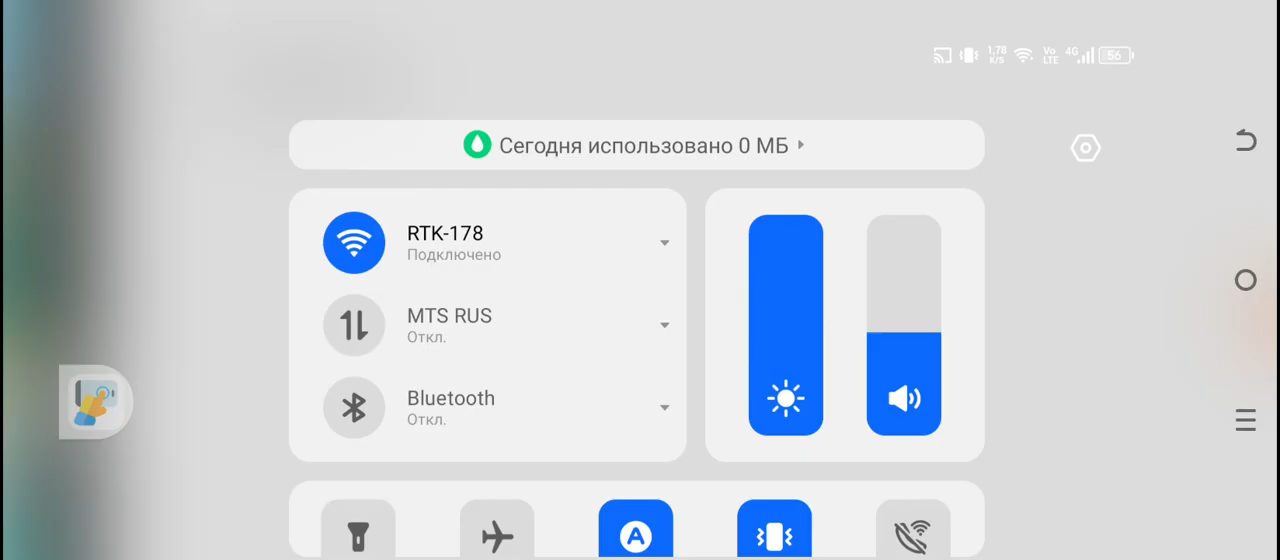 1,78 K/S Vo LTE 4G 56
Сегодня использовано 0 МБ
RTK-178
Подключено
MTS RUS
Откл.
Bluetooth
Откл.
A